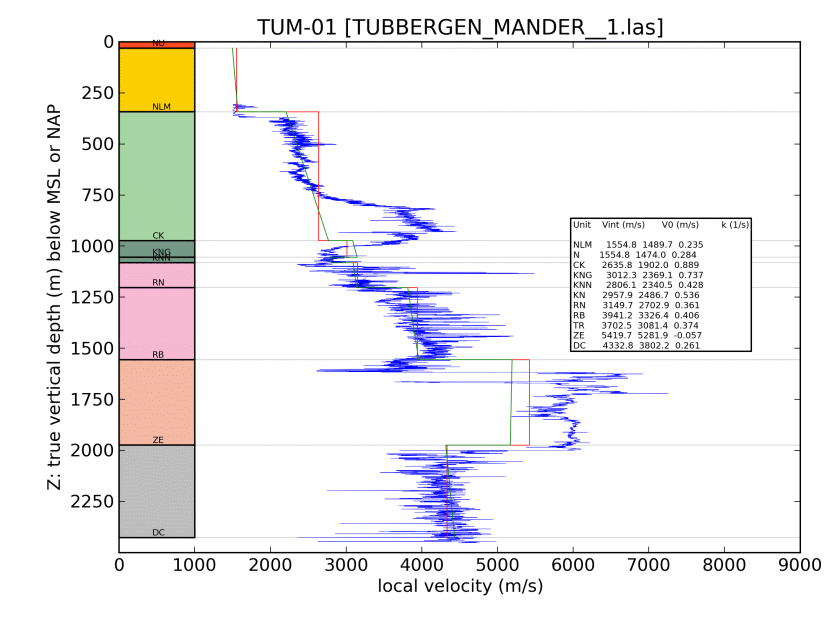 TUM-01 [TUBBERGEN_MANDER__1.las]
0
NU
250
NLM
500
750
CK
1000
KNG
KNN
RN
1250
1500
RB
1750
ZE
2000
2250
DC
Z: true vertical depth (m) below MSL or NAP
Unit Vint (m/s) V0 (m/s) k (1/s)
NLM 1554.8 1489.7 0.235
N 1554.8 1474.0 0.284
CK 2635.8 1902.0 0.889
KNG 3012.3 2369.1 0.737
KNN 2806.1 2340.5 0.428
KN 2957.9 2486.7 0.536
RN 3149.7 2702.9 0.361
RB 3941.2 3326.4 0.406
TR 3702.5 3081.4 0.374
ZE 5419.7 5281.9 -0.057
DC 4332.8 3802.2 0.261
0 1000 2000 3000 4000 5000 6000 7000 8000 9000
local velocity (m/s)